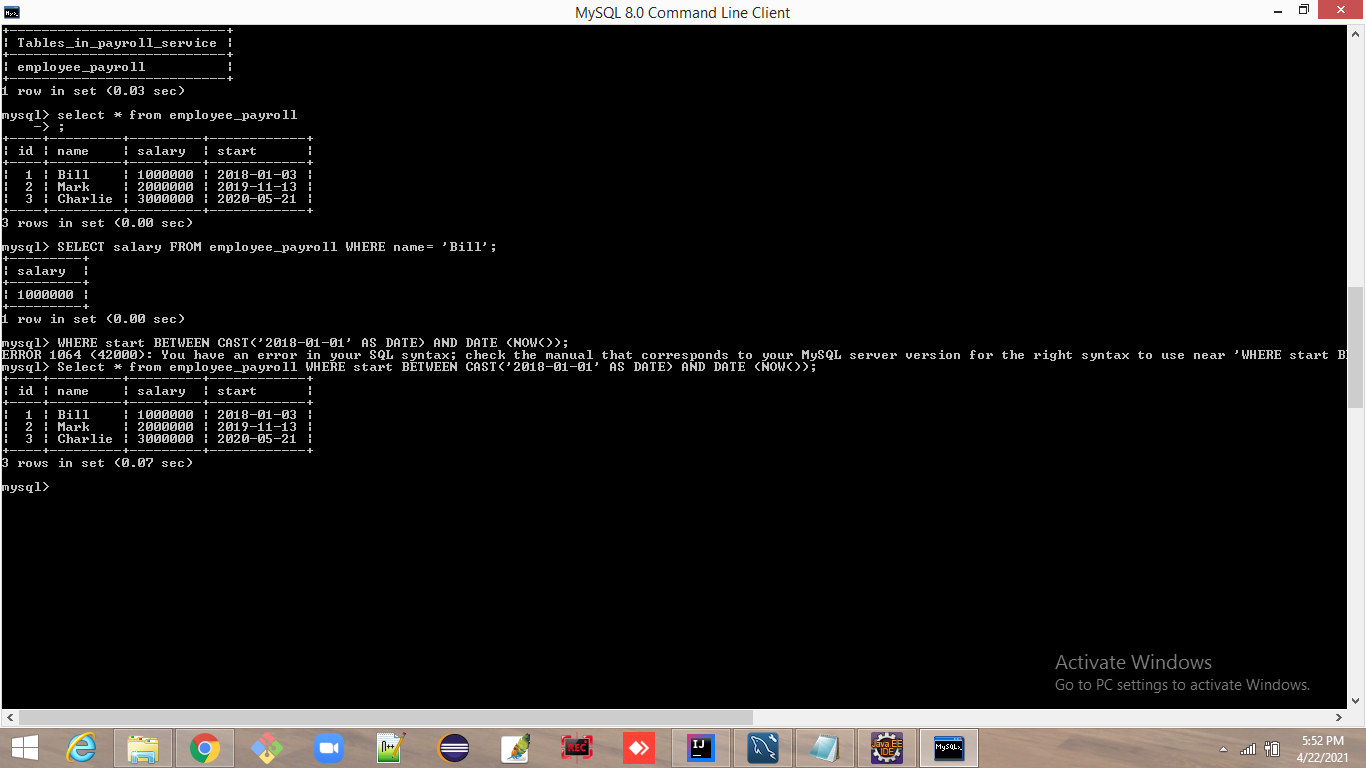 MySQL 8.0 Command Line Client
+---------------------------+
| Tables_in_payroll_service |
+---------------------------+
| employee_payroll          |
+---------------------------+
1 row in set (0.03 sec)
mysql> select * from employee_payroll
    -> ;
+----+---------+---------+------------+
| id | name    | salary  | start      |
+----+---------+---------+------------+
|  1 | Bill    | 1000000 | 2018-01-03 |
|  2 | Mark    | 2000000 | 2019-11-13 |
|  3 | Charlie | 3000000 | 2020-05-21 |
+----+---------+---------+------------+
3 rows in set (0.00 sec)
mysql> SELECT salary FROM employee_payroll WHERE name= 'Bill';
+---------+
| salary  |
+---------+
| 1000000 |
+---------+
1 row in set (0.00 sec)
mysql> WHERE start BETWEEN CAST('2018-01-01' AS DATE) AND DATE (NOW());
ERROR 1064 (42000): You have an error in your SQL syntax; check the manual that corresponds to your MySQL server version for the right syntax to use near 'WHERE start B
mysql> Select * from employee_payroll WHERE start BETWEEN CAST('2018-01-01' AS DATE) AND DATE (NOW());
+----+---------+---------+------------+
| id | name    | salary  | start      |
+----+---------+---------+------------+
|  1 | Bill    | 1000000 | 2018-01-03 |
|  2 | Mark    | 2000000 | 2019-11-13 |
|  3 | Charlie | 3000000 | 2020-05-21 |
+----+---------+---------+------------+
3 rows in set (0.07 sec)
mysql>
Activate Windows
Go to PC settings to activate Windows.
REC
IJ
Java EE
IDE
MySQL
5:52 PM
4/22/2021